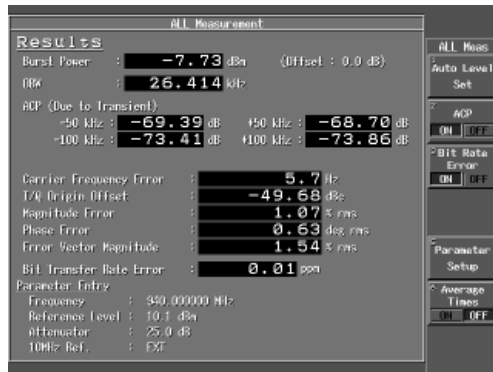 ALL Measurement
Results
Burst Power : -7.73 dBm (Offset : 0.0 dB)
OBW : 26.414 kHz
ACP (Due to Transient)
-50 kHz : -69.39 dB +50 kHz : -68.70 dB
-100 kHz : -73.41 dB +100 kHz : -73.86 dB
Carrier Frequency Error : 5.7 Hz
I/Q Origin Offset : -49.68 dBc
Magnitude Error : 1.07 % rms
Phase Error : 0.63 deg rms
Error Vector Magnitude : 1.54 % rms
Bit Transfer Rate Error : 0.01 ppm
Parameter Entry
Frequency : 940.000000 MHz
Reference Level : 10.1 dBm
Attenuator : 25.0 dB
10MHz Ref. : EXT
ALL Meas
1
Auto Level
Set
2
ACP
ON OFF
3
Bit Rate
Error
ON OFF
Parameter
Setup
6
Average
Times
ON OFF